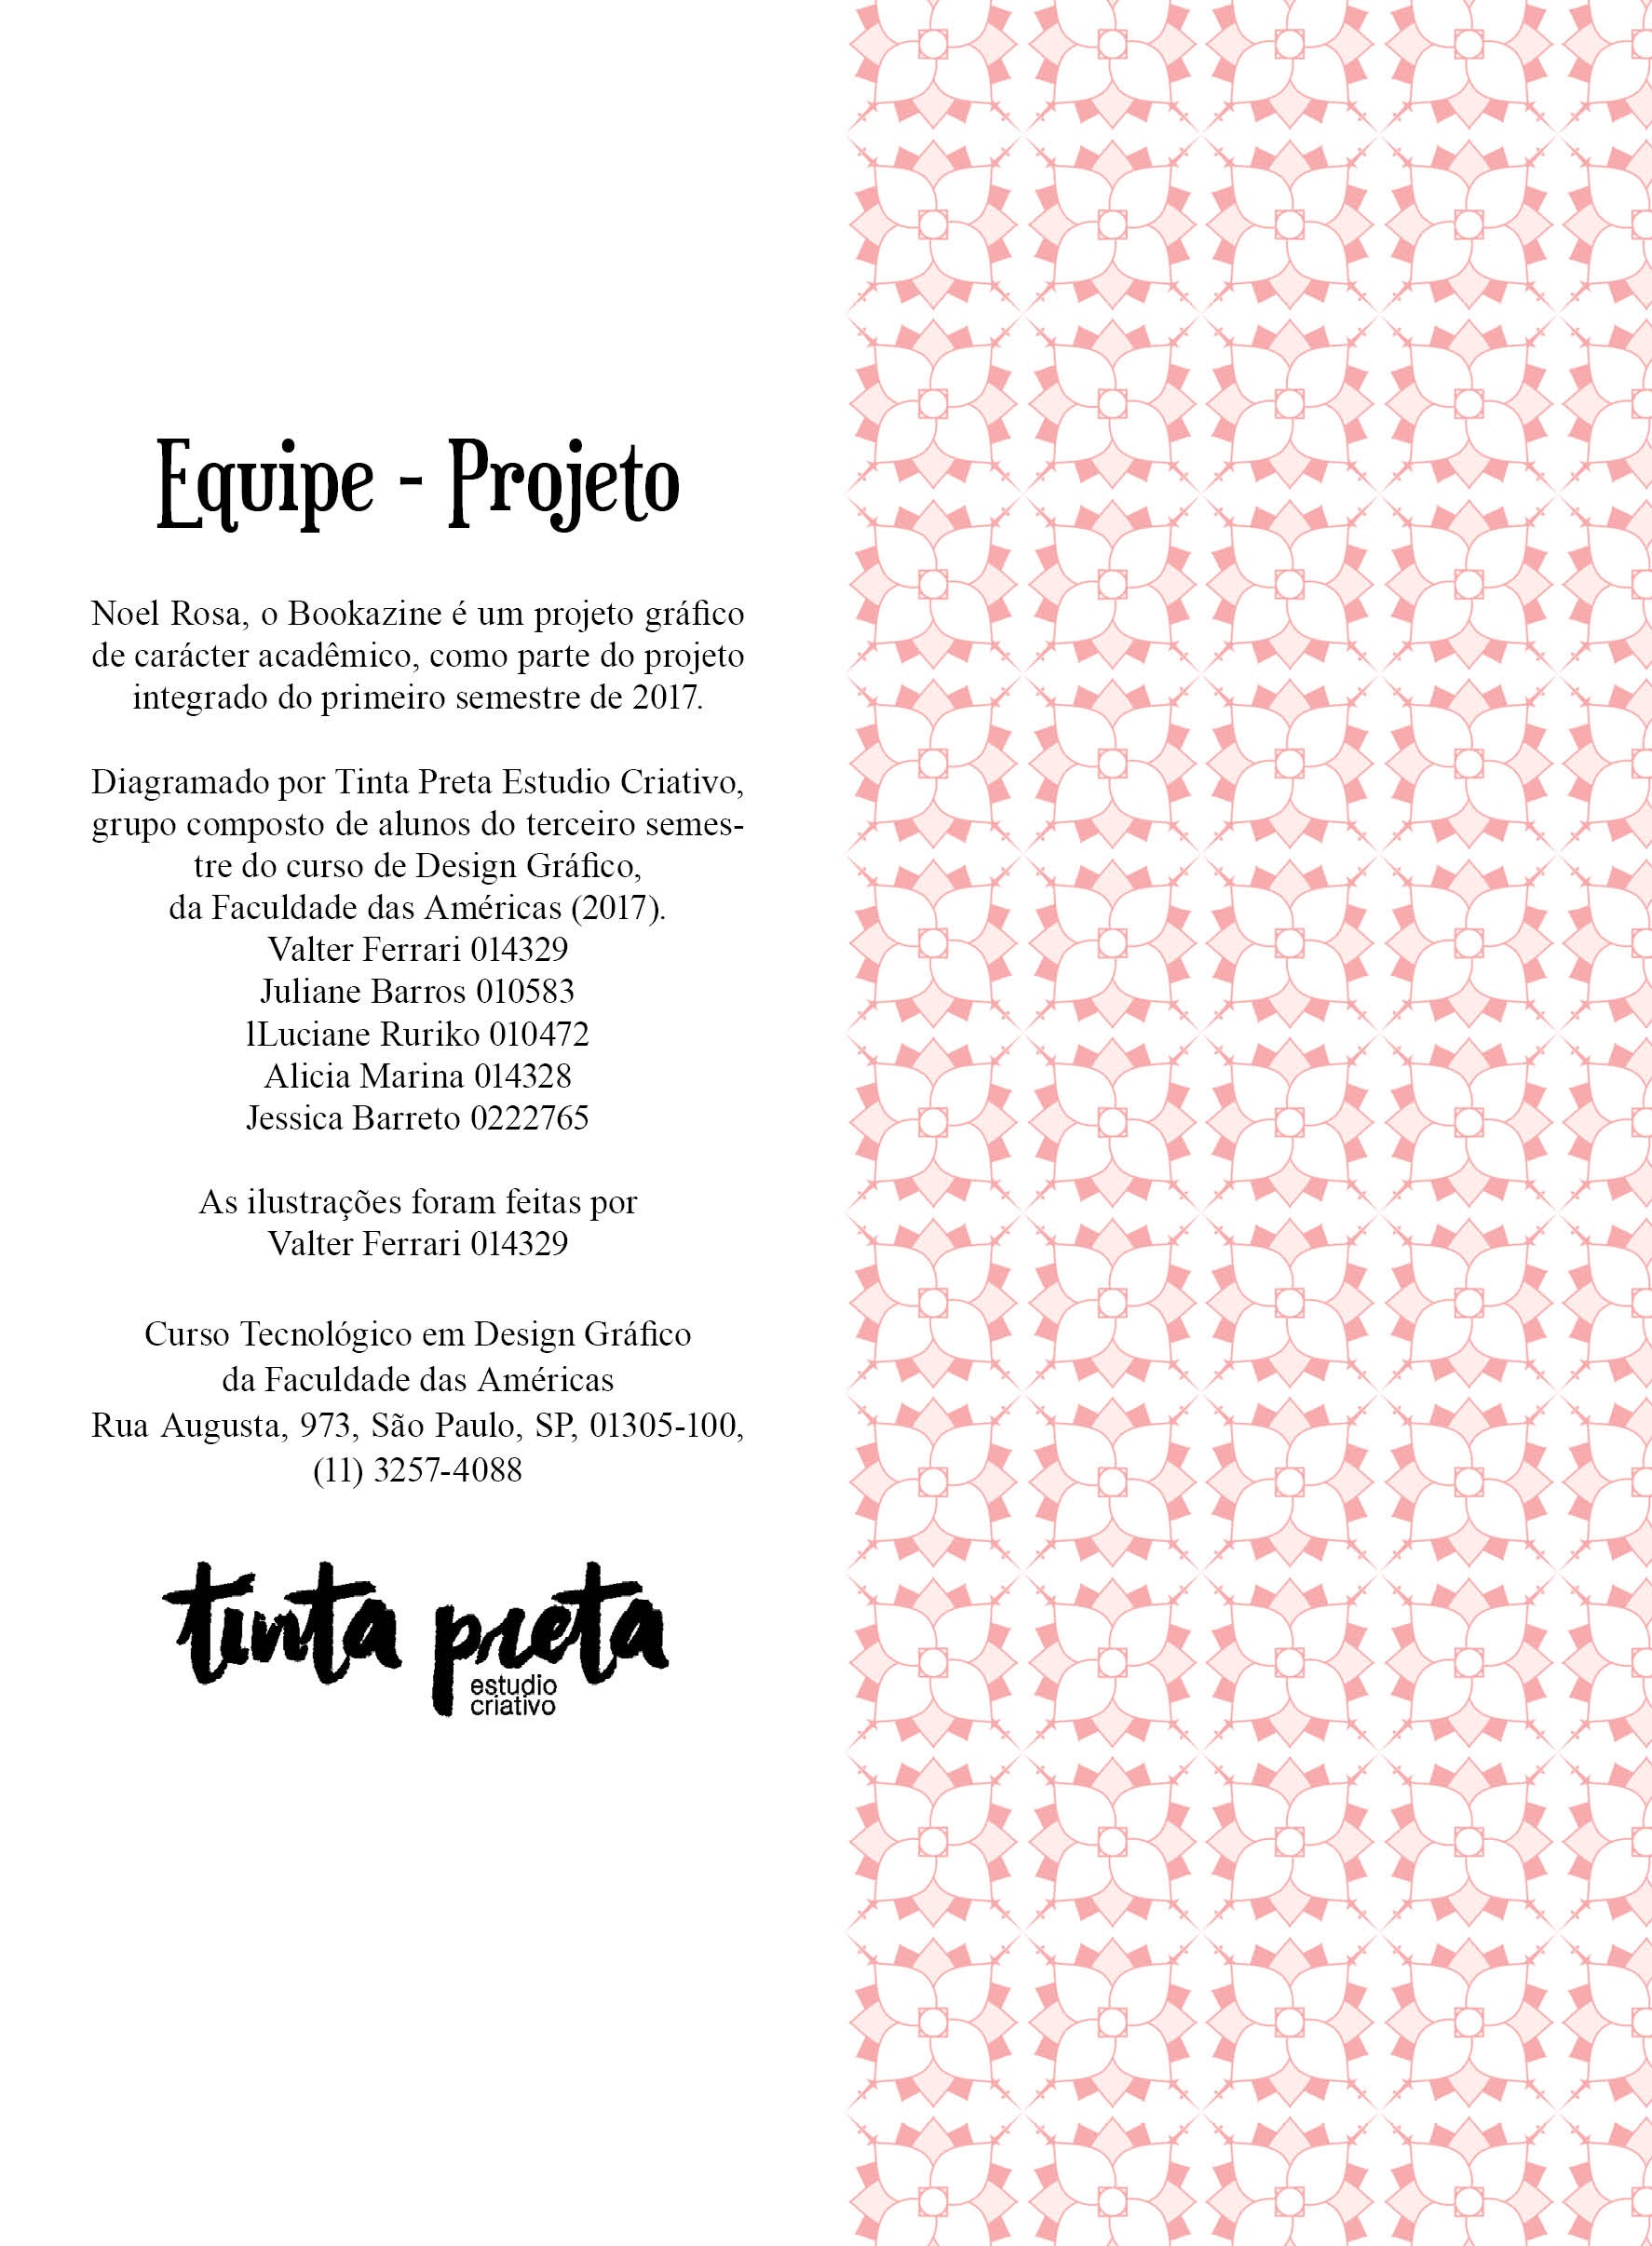 Equipe - Projeto
Noel Rosa, o Bookazine é um projeto gráfico
de carácter acadêmico, como parte do projeto
integrado do primeiro semestre de 2017.
Diagramado por Tinta Preta Estudio Criativo,
grupo composto de alunos do terceiro semes-
tre do curso de Design Gráfico,
da Faculdade das Américas (2017).
Valter Ferrari 014329
Juliane Barros 010583
lLuciane Ruriko 010472
Alicia Marina 014328
Jessica Barreto 0222765
As ilustrações foram feitas por
Valter Ferrari 014329
Curso Tecnológico em Design Gráfico
da Faculdade das Américas
Rua Augusta, 973, São Paulo, SP, 01305-100,
(11) 3257-4088
tinta preta
estudio
criativo